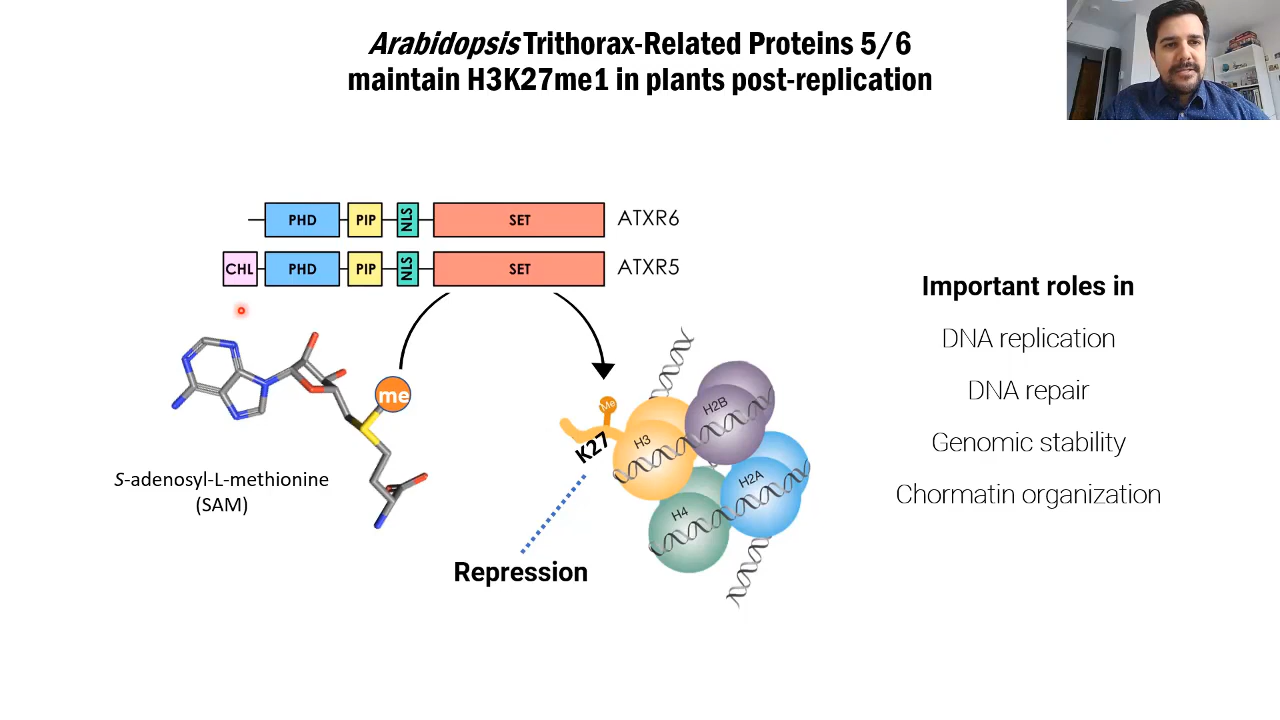 Arabidopsis Trithorax-Related Proteins 5/6
maintain H3K27me1 in plants post-replication
PHD PIP NLS SET ATXR6
CHL PHD PIP NLS SET ATXR5
me
S-adenosyl-L-methionine
(SAM)
Me
K27
H3
H2B
H2A
H4
Repression
Important roles in
DNA replication
DNA repair
Genomic stability
Chormatin organization